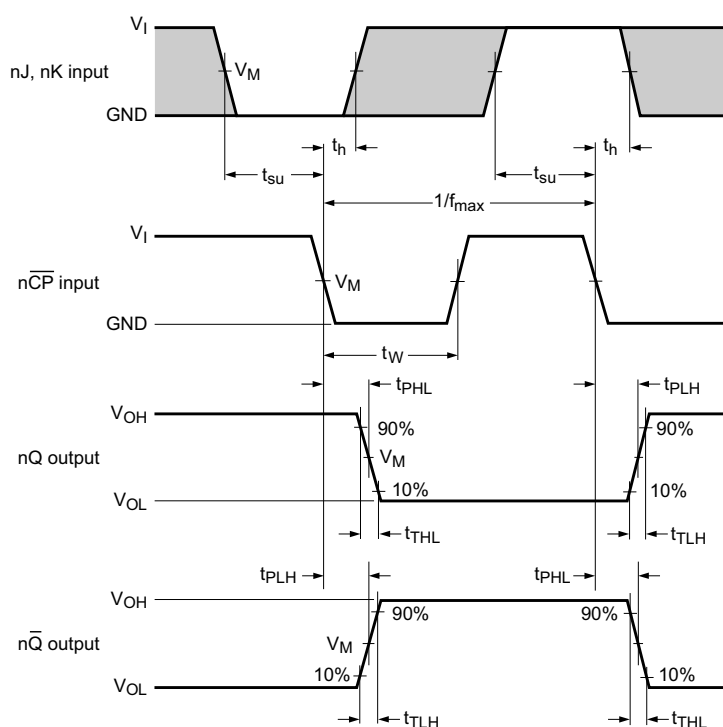 V_I
nJ, nK input
V_M
GND
t_h
t_h
t_su
t_su
1/f_max
V_I
nC̅P̅ input
V_M
GND
t_W
t_PHL
t_PLH
V_OH
90%
90%
nQ output
V_M
10%
10%
V_OL
t_THL
t_TLH
t_PLH
t_PHL
V_OH
90%
90%
nQ̅ output
V_M
10%
10%
V_OL
t_TLH
t_THL